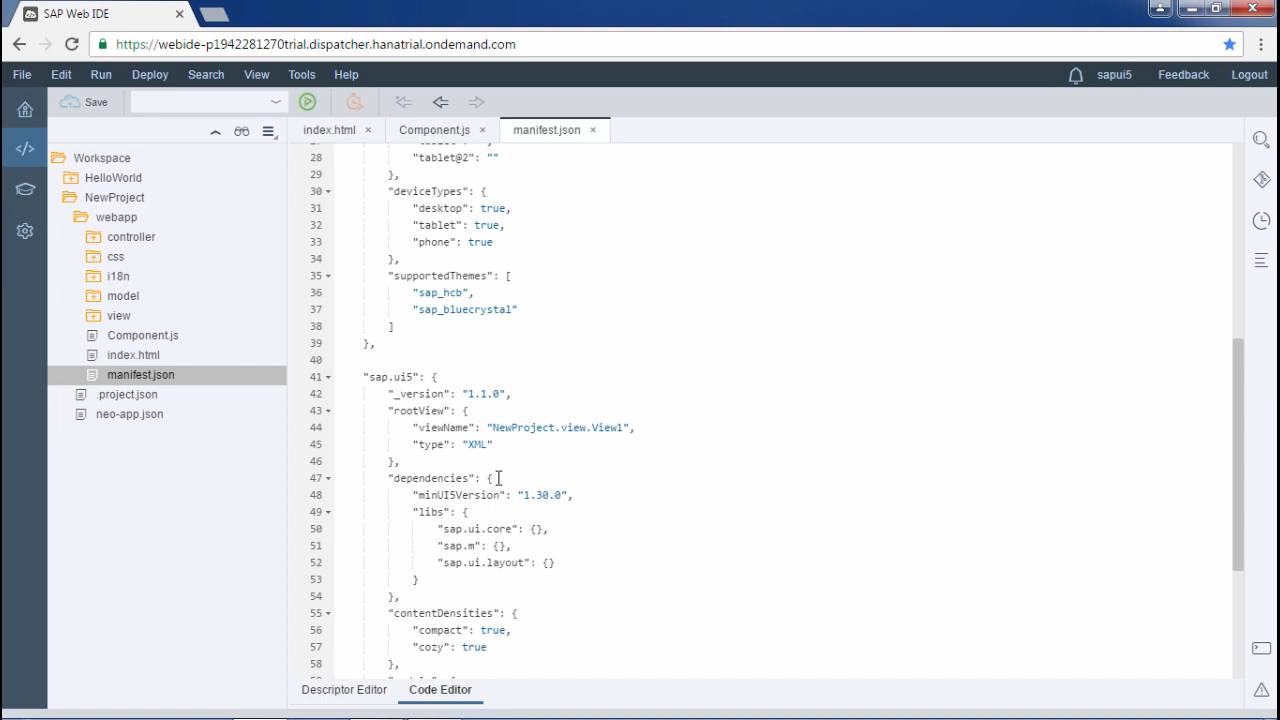 SAP Web IDE
https://webide-p1942281270trial.dispatcher.hanatrial.ondemand.com
File Edit Run Deploy Search View Tools Help sapui5 Feedback Logout
Save
index.html Component.js manifest.json
Workspace
HelloWorld
NewProject
webapp
controller
css
i18n
model
view
Component.js
index.html
manifest.json
.project.json
neo-app.json
28 "tablet@2": ""
29 },
30 "deviceTypes": {
31 "desktop": true,
32 "tablet": true,
33 "phone": true
34 },
35 "supportedThemes": [
36 "sap_hcb",
37 "sap_bluecrystal"
38 ]
39 },
40
41 "sap.ui5": {
42 "_version": "1.1.0",
43 "rootView": {
44 "viewName": "NewProject.view.View1",
45 "type": "XML"
46 },
47 "dependencies": {
48 "minUI5Version": "1.30.0",
49 "libs": {
50 "sap.ui.core": {},
51 "sap.m": {},
52 "sap.ui.layout": {}
53 }
54 },
55 "contentDensities": {
56 "compact": true,
57 "cozy": true
58 },
Descriptor Editor Code Editor